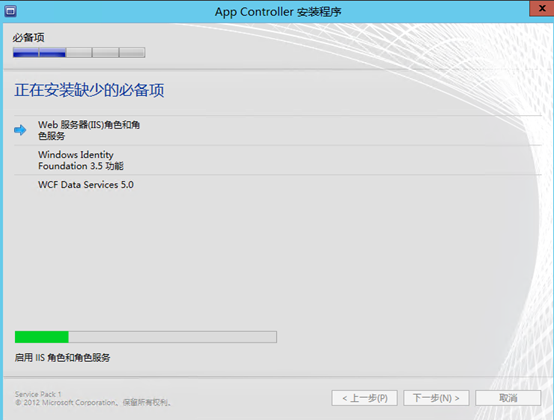 App Controller 安装程序
x
必备项
正在安装缺少的必备项
Web 服务器(IIS)角色和角
色服务
Windows Identity
Foundation 3.5 功能
WCF Data Services 5.0
启用 IIS 角色和角色服务
Service Pack 1
© 2012 Microsoft Corporation。保留所有权利。
< 上一步(P) 下一步(N) > 取消